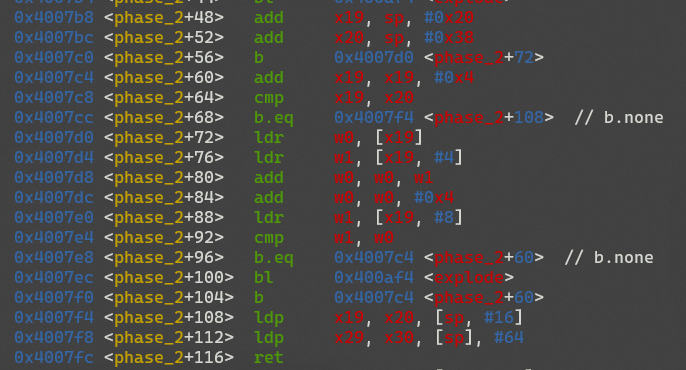 0x4007b8 <phase_2+48> add x19, sp, #0x20
0x4007bc <phase_2+52> add x20, sp, #0x30
0x4007c0 <phase_2+56> b 0x4007d0 <phase_2+72>
0x4007c4 <phase_2+60> add x19, x19, #0x4
0x4007c8 <phase_2+64> cmp x19, x20
0x4007cc <phase_2+68> b.eq 0x4007f4 <phase_2+108> // b.none
0x4007d0 <phase_2+72> ldr w0, [x19]
0x4007d4 <phase_2+76> ldr w1, [x19, #4]
0x4007d8 <phase_2+80> add w0, w0, w1
0x4007dc <phase_2+84> add w0, w0, #0x4
0x4007e0 <phase_2+88> ldr w1, [x19, #8]
0x4007e4 <phase_2+92> cmp w1, w0
0x4007e8 <phase_2+96> b.eq 0x4007c4 <phase_2+60> // b.none
0x4007ec <phase_2+100> bl 0x400af4 <explode>
0x4007f0 <phase_2+104> b 0x4007c4 <phase_2+60>
0x4007f4 <phase_2+108> ldp x19, x20, [sp, #16]
0x4007f8 <phase_2+112> ldp x29, x30, [sp], #64
0x4007fc <phase_2+116> ret